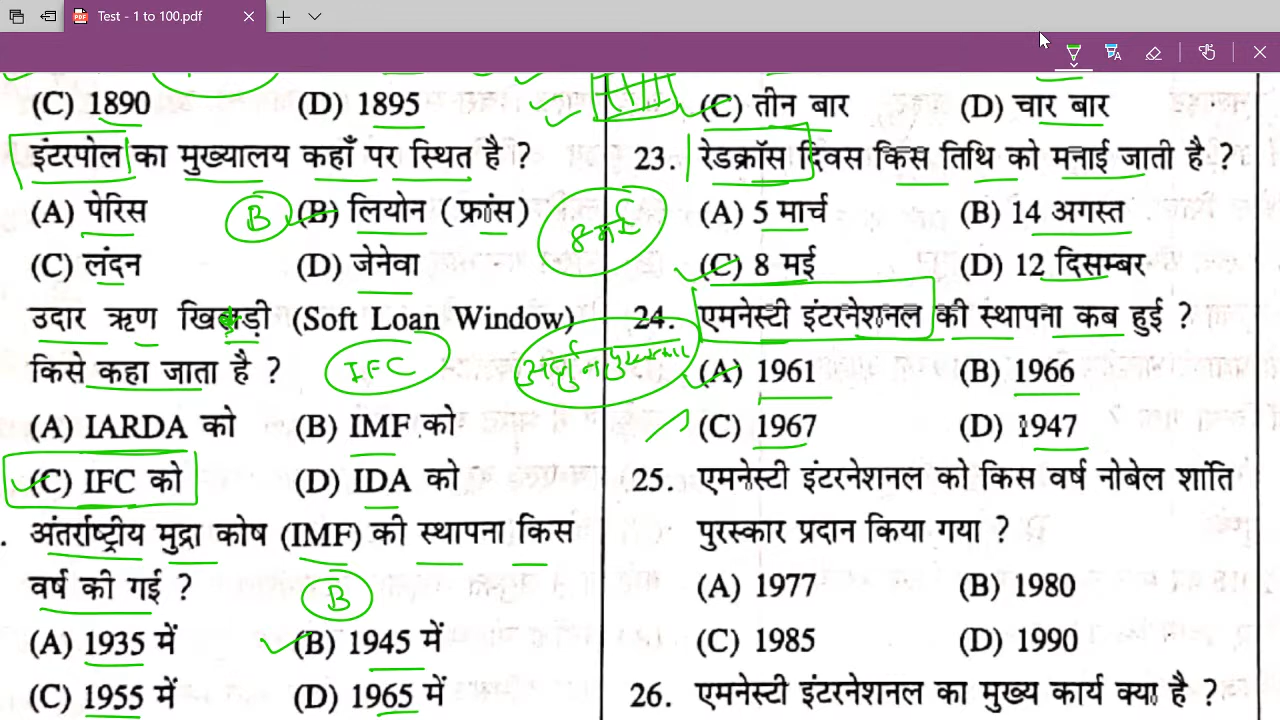 Test - 1 to 100.pdf
(C) 1890 (D) 1895
इंटरपोल का मुख्यालय कहाँ पर स्थित है ?
(A) पेरिस (B) लियोन (फ्रांस)
B
(C) लंदन (D) जेनेवा
उदार ऋण खिड़की (Soft Loan Window)
किसे कहा जाता है ?
IFC
(A) IARDA को (B) IMF को
(C) IFC को (D) IDA को
. अंतर्राष्ट्रीय मुद्रा कोष (IMF) की स्थापना किस
वर्ष की गई ?
B
(A) 1935 में (B) 1945 में
(C) 1955 में (D) 1965 में
(C) तीन बार (D) चार बार
23. रेडक्रॉस दिवस किस तिथि को मनाई जाती है ?
(A) 5 मार्च (B) 14 अगस्त
8 मई
(C) 8 मई (D) 12 दिसम्बर
24. एमनेस्टी इंटरनेशनल की स्थापना कब हुई ?
(A) 1961 (B) 1966
(C) 1967 (D) 1947
25. एमनेस्टी इंटरनेशनल को किस वर्ष नोबेल शांति
पुरस्कार प्रदान किया गया ?
(A) 1977 (B) 1980
(C) 1985 (D) 1990
26. एमनेस्टी इंटरनेशनल का मुख्य कार्य क्या है ?